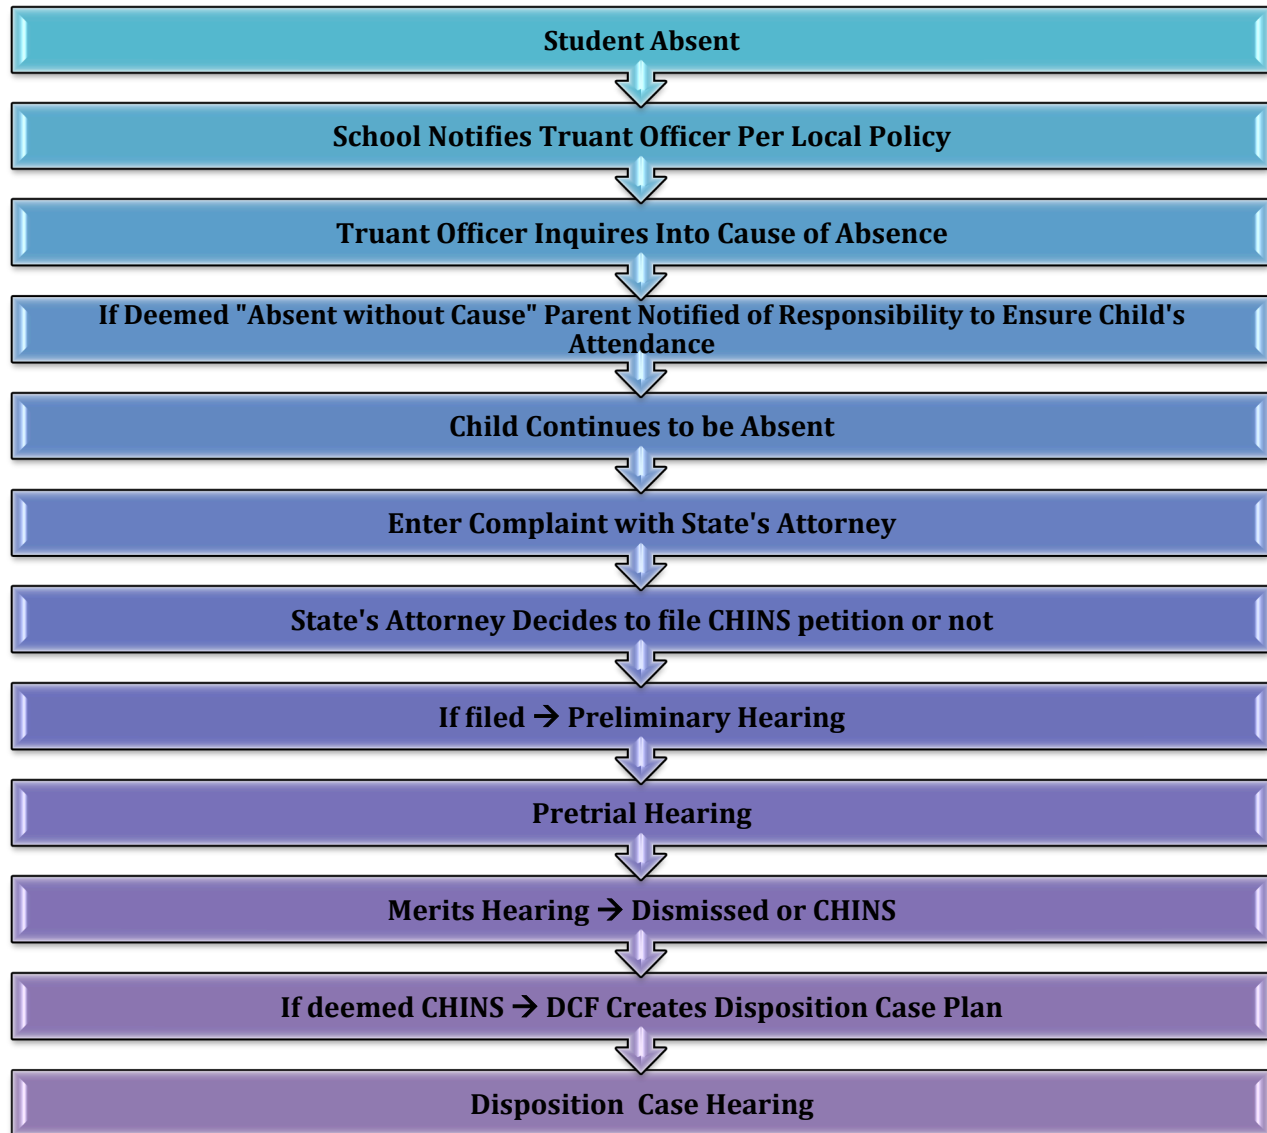 Student Absent
School Notifies Truant Officer Per Local Policy
Truant Officer Inquires Into Cause of Absence
If Deemed "Absent without Cause" Parent Notified of Responsibility to Ensure Child's
Attendance
Child Continues to be Absent
Enter Complaint with State's Attorney
State's Attorney Decides to file CHINS petition or not
If filed → Preliminary Hearing
Pretrial Hearing
Merits Hearing → Dismissed or CHINS
If deemed CHINS → DCF Creates Disposition Case Plan
Disposition  Case Hearing